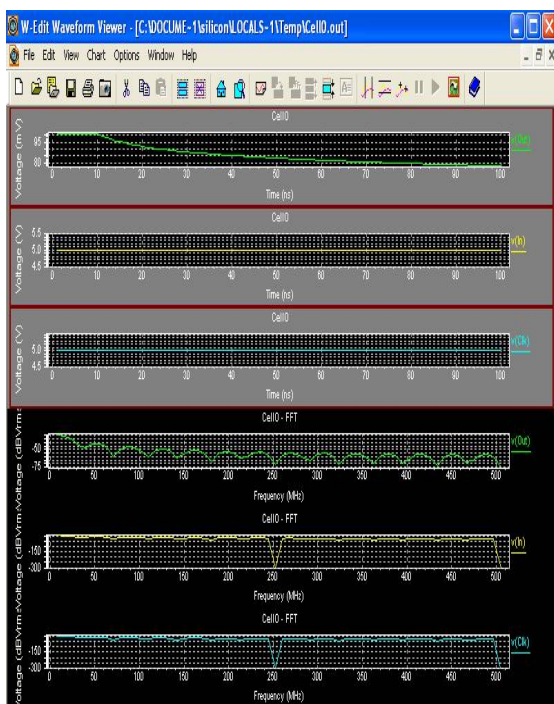 W-Edit Waveform Viewer - [C:\DOCUME~1\silicon\LOCALS~1\Temp\Cell0.out]
File Edit View Chart Options Window Help
Cell0
Voltage (mV)
95
80
v(Out)
0 10 20 30 40 50 60 70 80 90 100
Time (ns)
Cell0
Voltage (V)
5.5
5.0
4.5
v(In)
0 10 20 30 40 50 60 70 80 90 100
Time (ns)
Cell0
Voltage (V)
5.0
4.5
v(Clk)
0 10 20 30 40 50 60 70 80 90 100
Time (ns)
Cell0 - FFT
Voltage (dBVrms
-50
-75
v(Out)
0 50 100 150 200 250 300 350 400 450 500
Frequency (MHz)
Cell0 - FFT
Voltage (dBVrms
-150
-300
v(In)
0 50 100 150 200 250 300 350 400 450 500
Frequency (MHz)
Cell0 - FFT
Voltage (dBVrms
-150
-300
v(Clk)
0 50 100 150 200 250 300 350 400 450 500
Frequency (MHz)